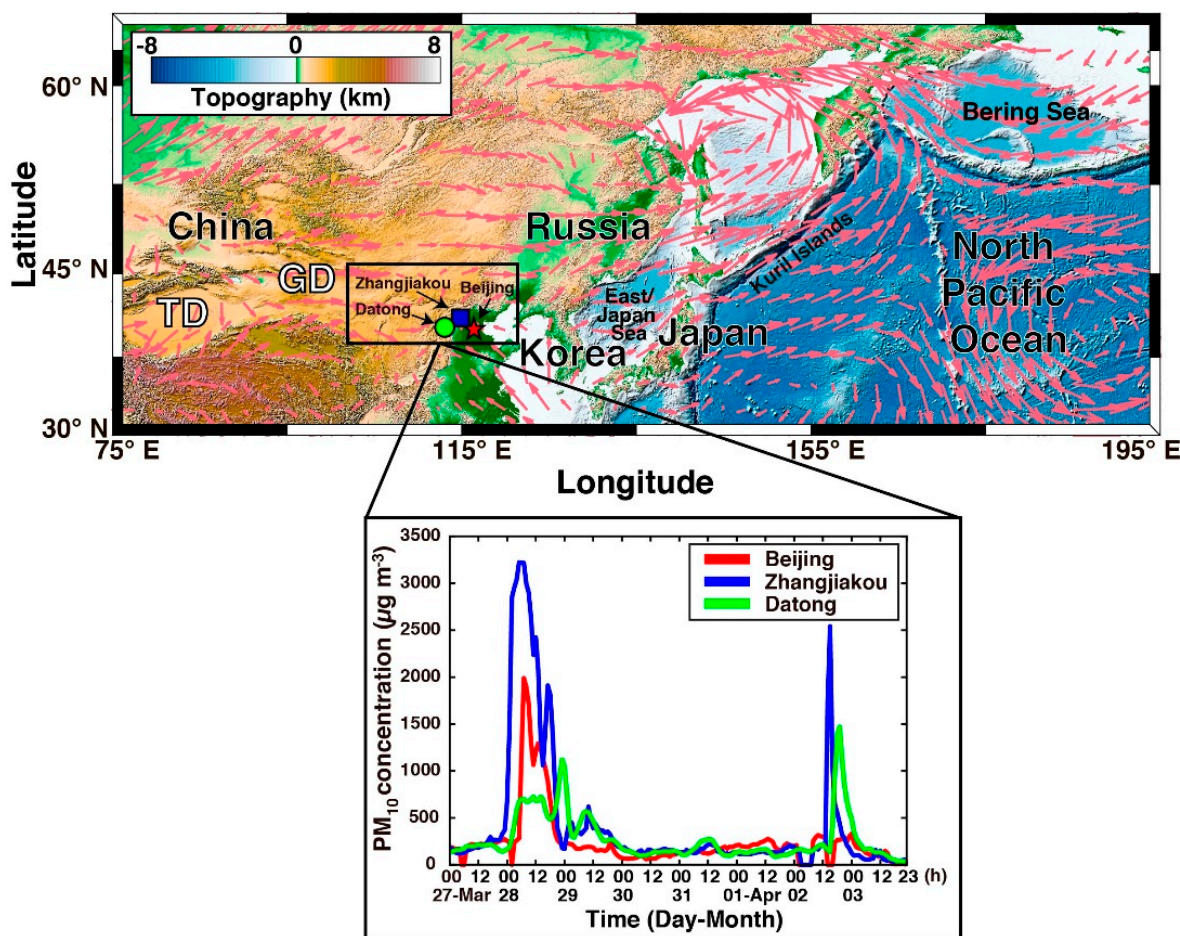 -8 0 8
Topography (km)
60° N
45° N
30° N
Latitude
75° E 115° E 155° E 195° E
Longitude
Bering Sea
China
Russia
Kuril Islands
North
Pacific
Ocean
GD
TD
Zhangjiakou
Beijing
Datong
East/
Japan
Sea
Korea
Japan
3500
3000
2500
2000
1500
1000
500
0
PM10 concentration (µg m-3)
Beijing
Zhangjiakou
Datong
00 12 00 12 00 12 00 12 00 12 00 12 00 12 00 12 23 (h)
27-Mar 28 29 30 31 01-Apr 02 03
Time (Day-Month)